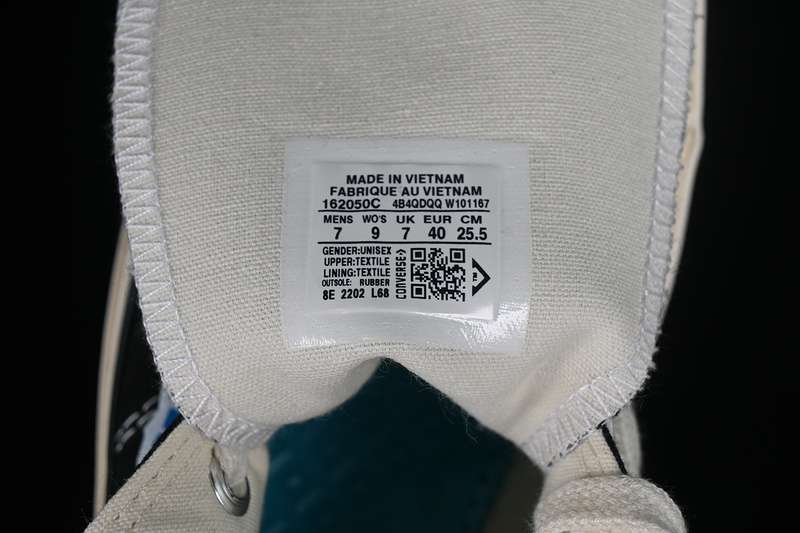 MADE IN VIETNAM
FABRIQUE AU VIETNAM
162050C 4B4QDQQ W101167
MENS WO'S UK EUR CM
7 9 7 40 25.5
GENDER:UNISEX
UPPER:TEXTILE
LINING:TEXTILE
OUTSOLE: RUBBER
8E 2202 L68
CONVERSE
TM